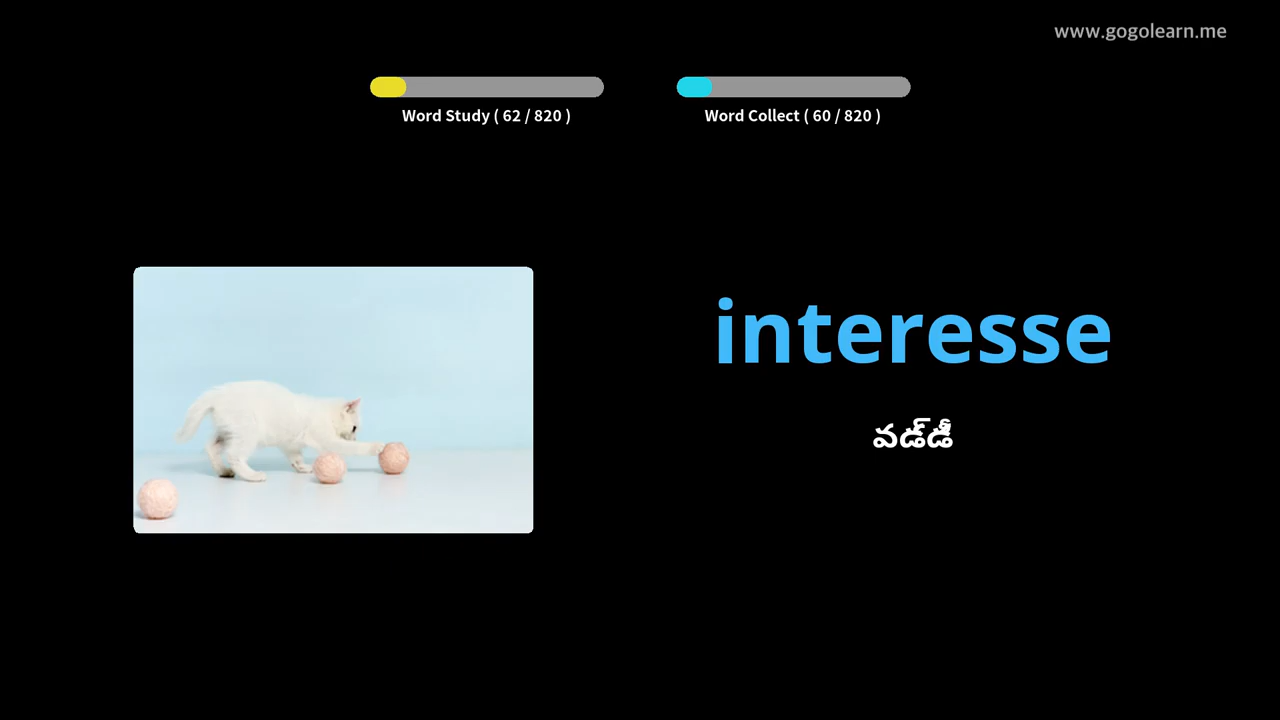 www.gogolearn.me
Word Study ( 62 / 820 )
Word Collect ( 60 / 820 )
interesse
వడ్డీ